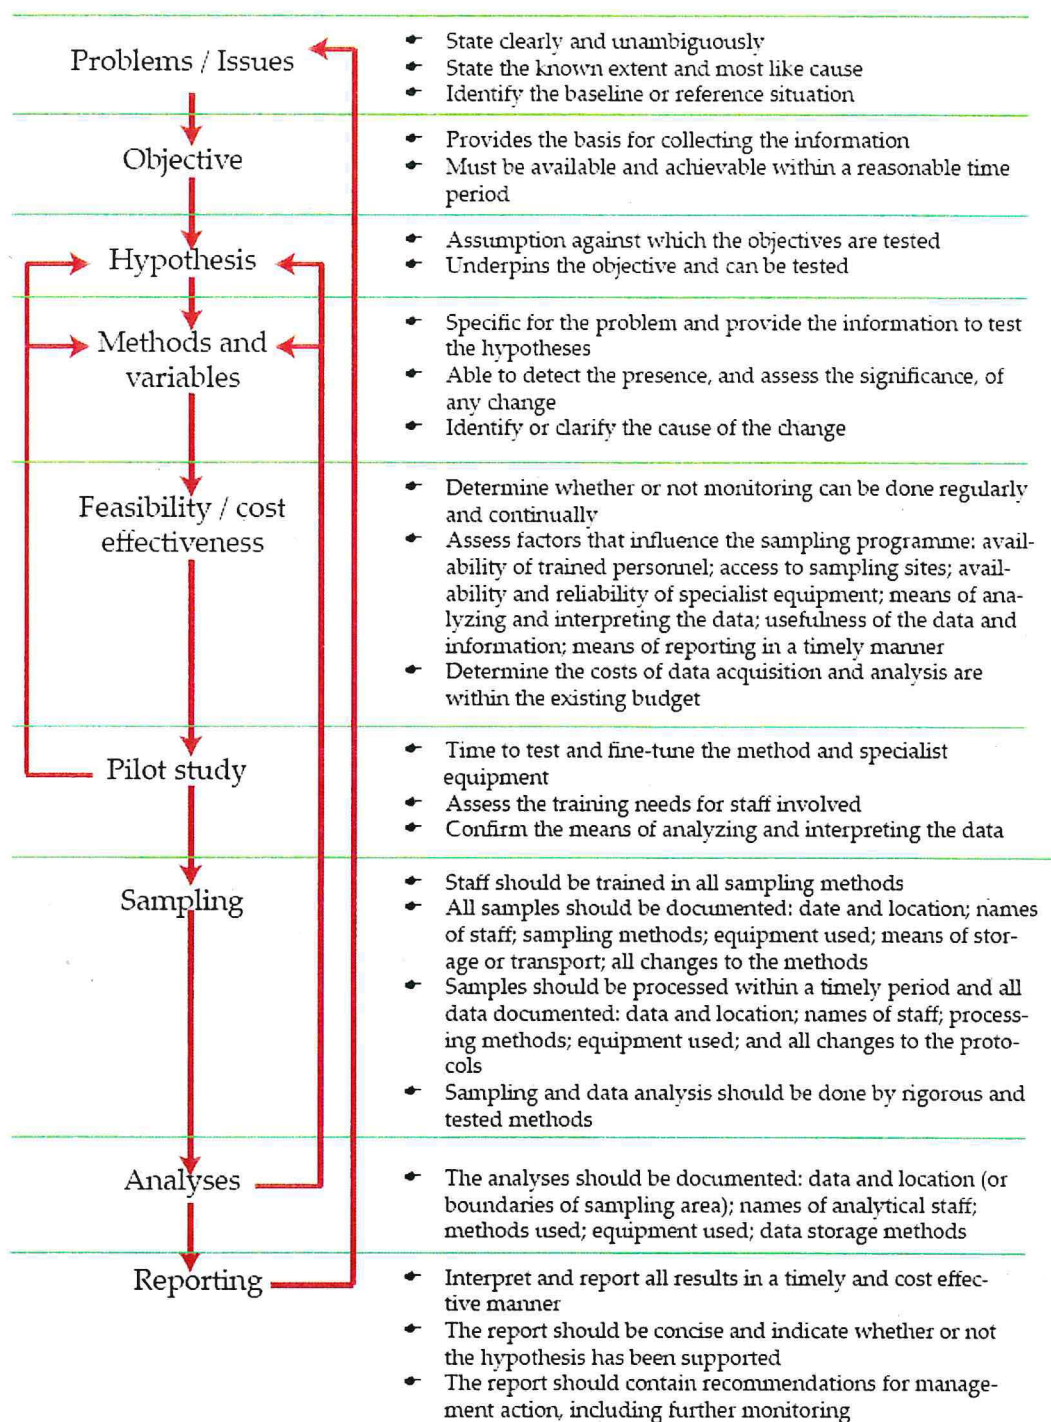 Problems / Issues
State clearly and unambiguously
State the known extent and most like cause
Identify the baseline or reference situation
Objective
Provides the basis for collecting the information
Must be available and achievable within a reasonable time
period
Hypothesis
Assumption against which the objectives are tested
Underpins the objective and can be tested
Methods and
variables
Specific for the problem and provide the information to test
the hypotheses
Able to detect the presence, and assess the significance, of
any change
Identify or clarify the cause of the change
Feasibility / cost
effectiveness
Determine whether or not monitoring can be done regularly
and continually
Assess factors that influence the sampling programme: avail-
ability of trained personnel; access to sampling sites; avail-
ability and reliability of specialist equipment; means of ana-
lyzing and interpreting the data; usefulness of the data and
information; means of reporting in a timely manner
Determine the costs of data acquisition and analysis are
within the existing budget
Pilot study
Time to test and fine-tune the method and specialist
equipment
Assess the training needs for staff involved
Confirm the means of analyzing and interpreting the data
Sampling
Staff should be trained in all sampling methods
All samples should be documented: date and location; names
of staff; sampling methods; equipment used; means of stor-
age or transport; all changes to the methods
Samples should be processed within a timely period and all
data documented: data and location; names of staff; process-
ing methods; equipment used; and all changes to the proto-
cols
Sampling and data analysis should be done by rigorous and
tested methods
Analyses
The analyses should be documented: data and location (or
boundaries of sampling area); names of analytical staff;
methods used; equipment used; data storage methods
Reporting
Interpret and report all results in a timely and cost effec-
tive manner
The report should be concise and indicate whether or not
the hypothesis has been supported
The report should contain recommendations for manage-
ment action, including further monitoring